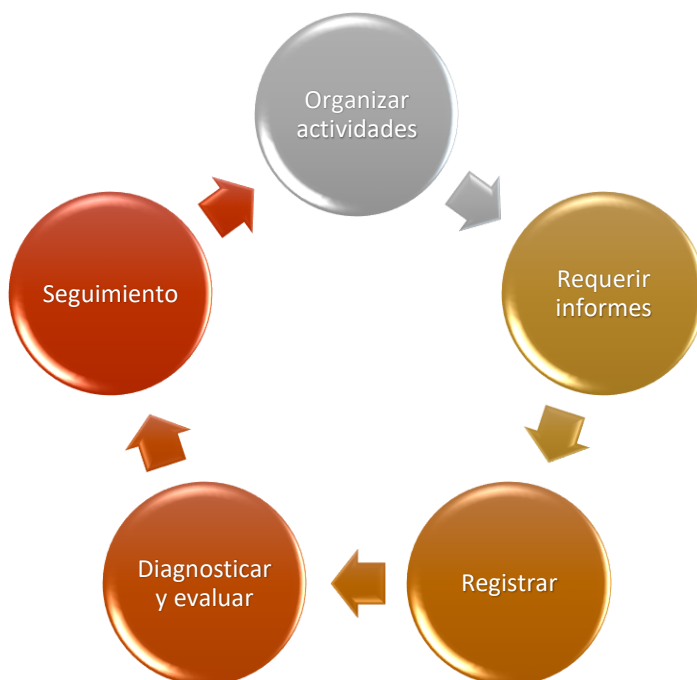 Organizar
actividades
Requerir
informes
Registrar
Diagnosticar
y evaluar
Seguimiento